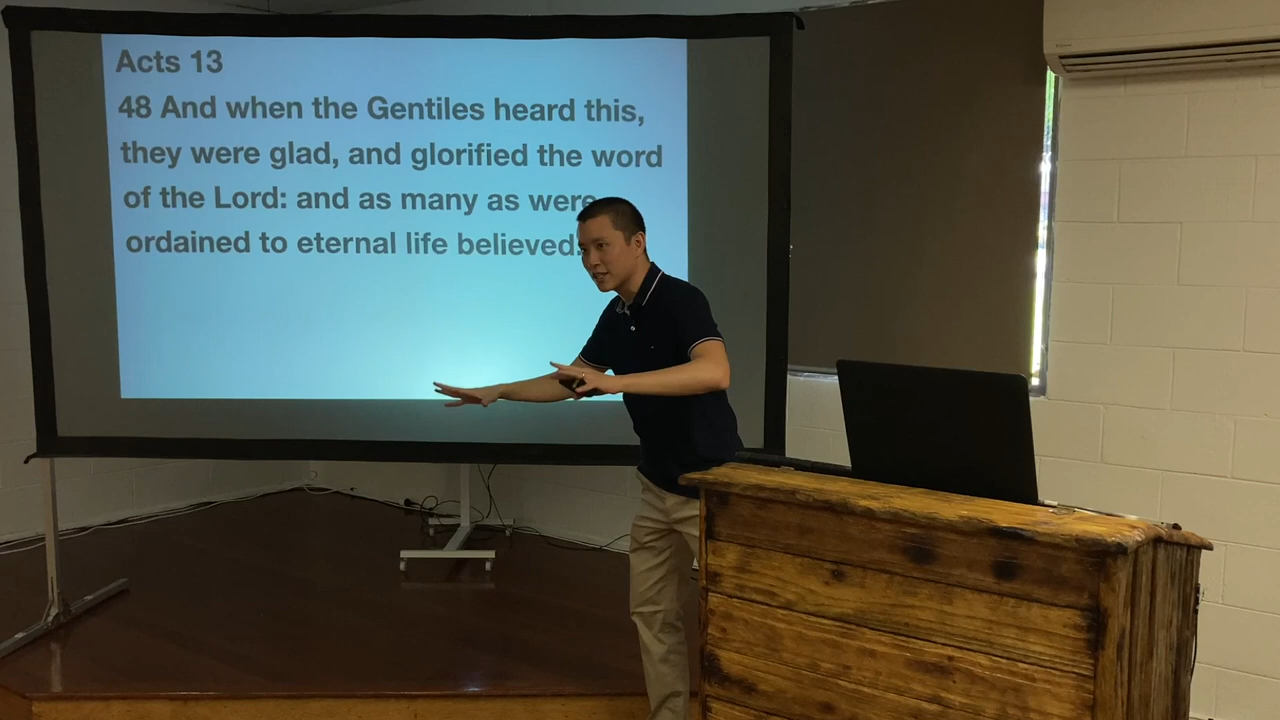 Acts 13
48 And when the Gentiles heard this,
they were glad, and glorified the word
of the Lord: and as many as were
ordained to eternal life believed.